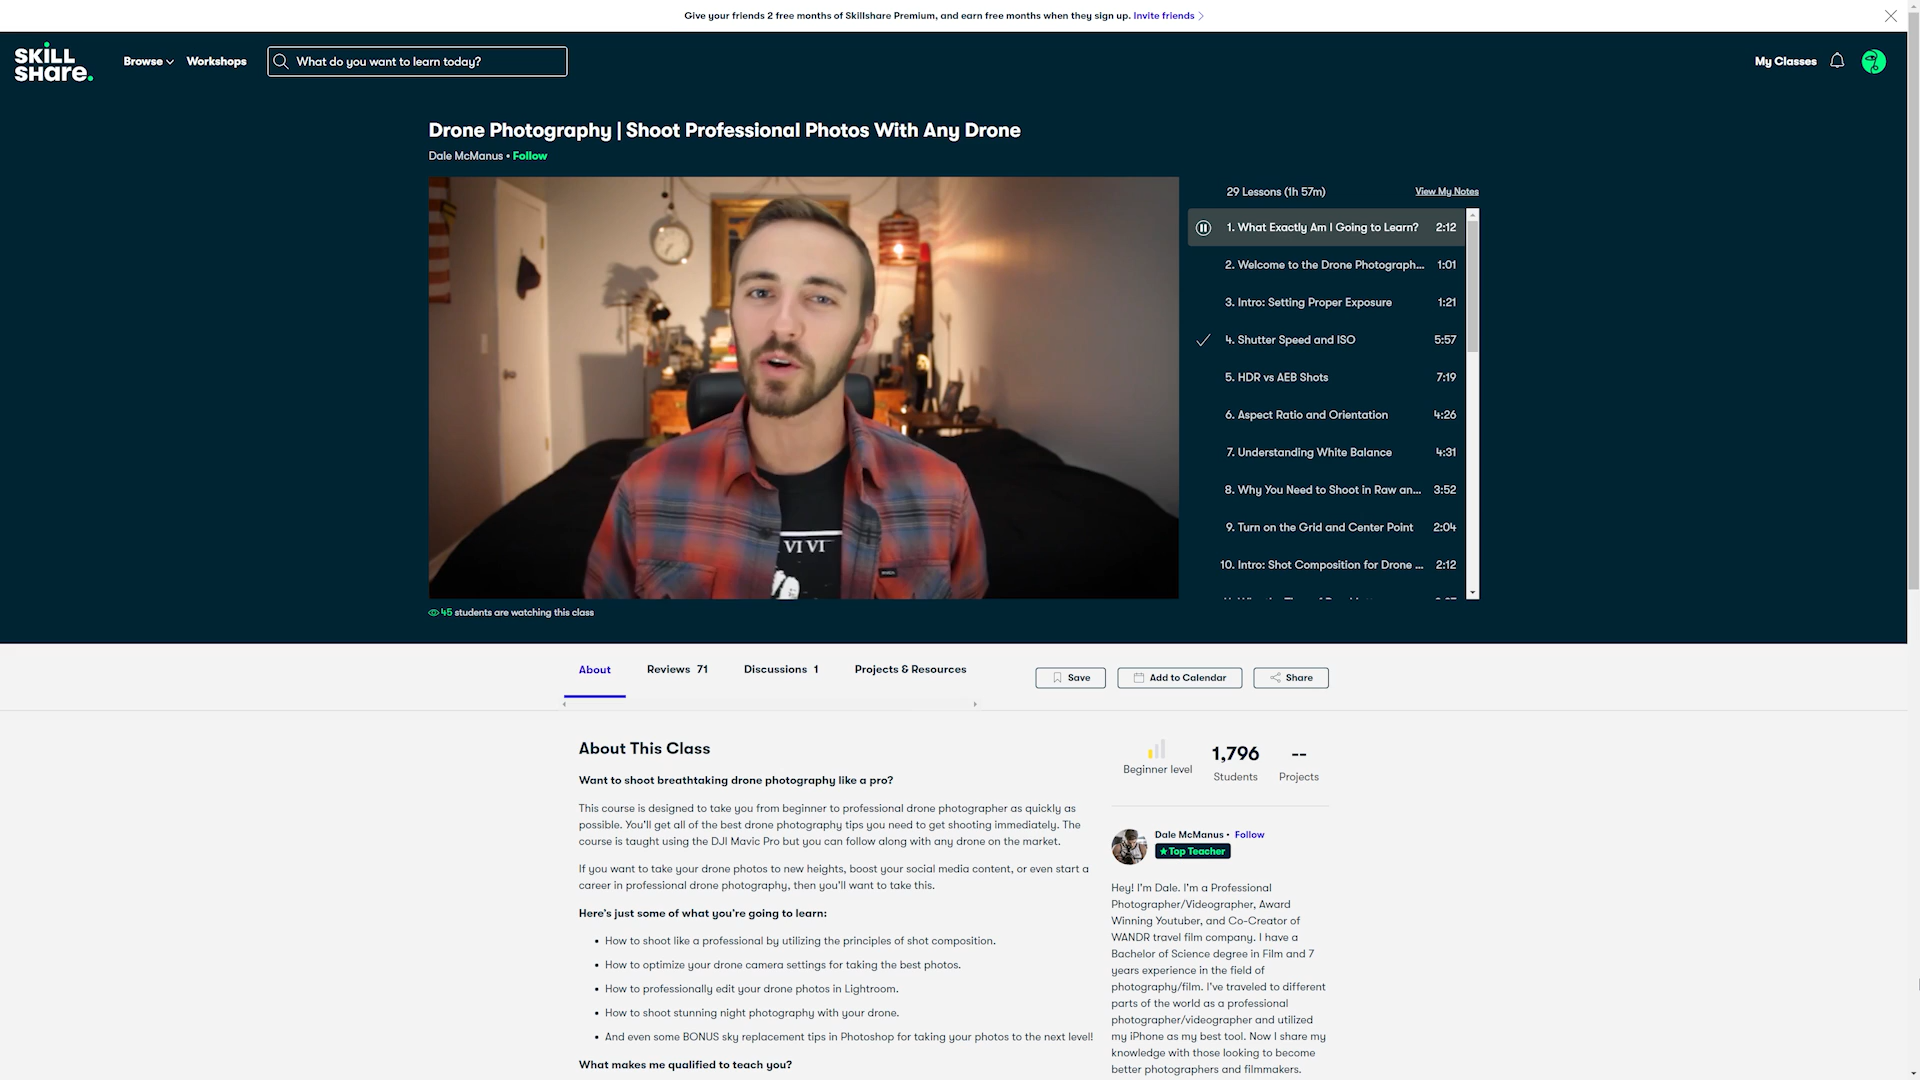 Give your friends 2 free months of Skillshare Premium, and earn free months when they sign up. Invite friends
SKILL
SHare.
Browse
Workshops
What do you want to learn today?
My Classes
Drone Photography | Shoot Professional Photos With Any Drone
Dale McManus • Follow
VI VI
45 students are watching this class
29 Lessons (1h 57m)
View My Notes
1. What Exactly Am I Going to Learn? 2:12
2. Welcome to the Drone Photograph... 1:01
3. Intro: Setting Proper Exposure 1:21
4. Shutter Speed and ISO 5:57
5. HDR vs AEB Shots 7:19
6. Aspect Ratio and Orientation 4:26
7. Understanding White Balance 4:31
8. Why You Need to Shoot in Raw an... 3:52
9. Turn on the Grid and Center Point 2:04
10. Intro: Shot Composition for Drone ... 2:12
About
Reviews 71
Discussions 1
Projects & Resources
Save
Add to Calendar
Share
About This Class
Want to shoot breathtaking drone photography like a pro?
This course is designed to take you from beginner to professional drone photographer as quickly as
possible. You'll get all of the best drone photography tips you need to get shooting immediately. The
course is taught using the DJI Mavic Pro but you can follow along with any drone on the market.
If you want to take your drone photos to new heights, boost your social media content, or even start a
career in professional drone photography, then you'll want to take this.
Here's just some of what you're going to learn:
• How to shoot like a professional by utilizing the principles of shot composition.
• How to optimize your drone camera settings for taking the best photos.
• How to professionally edit your drone photos in Lightroom.
• How to shoot stunning night photography with your drone.
• And even some BONUS sky replacement tips in Photoshop for taking your photos to the next level!
What makes me qualified to teach you?
Beginner level
1,796
Students
--
Projects
Dale McManus • Follow
Top Teacher
Hey! I'm Dale. I'm a Professional
Photographer/Videographer, Award
Winning Youtuber, and Co-Creator of
WANDR travel film company. I have a
Bachelor of Science degree in Film and 7
years experience in the field of
photography/film. I've traveled to different
parts of the world as a professional
photographer/videographer and utilized
my iPhone as my best tool. Now I share my
knowledge with those looking to become
better photographers and filmmakers.